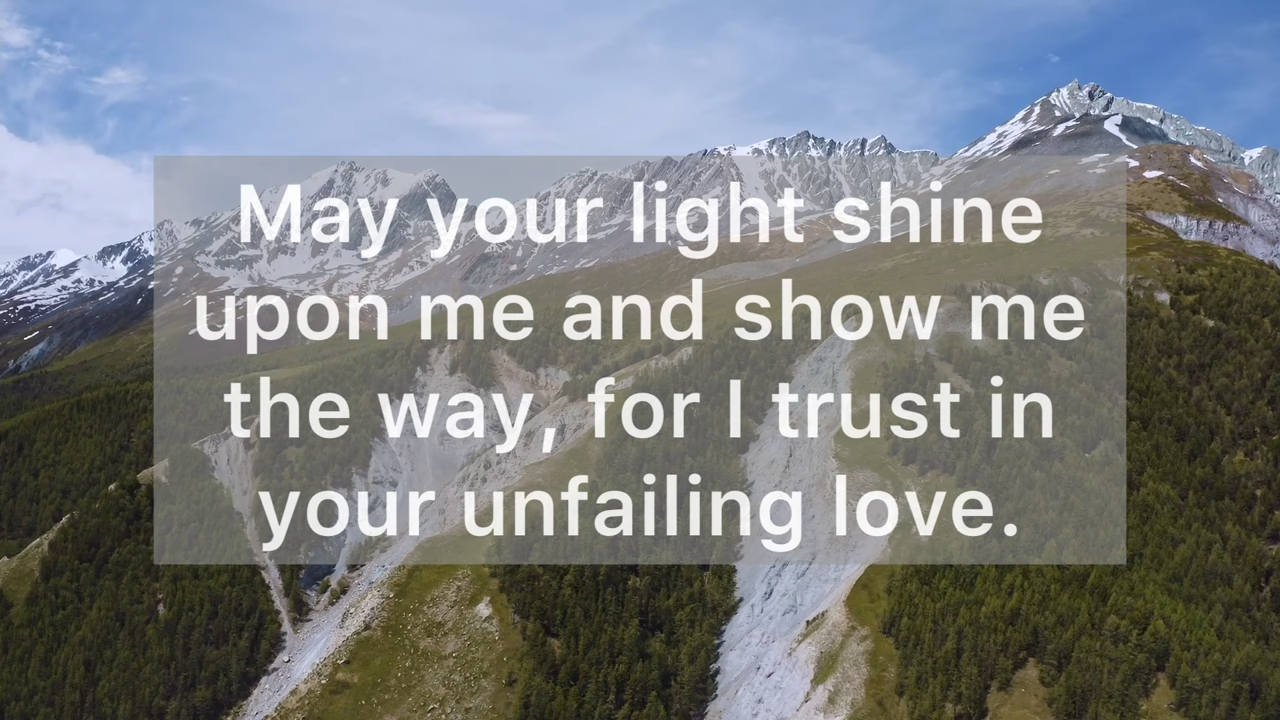 May your light shine
upon me and show me
the way, for I trust in
your unfailing love.